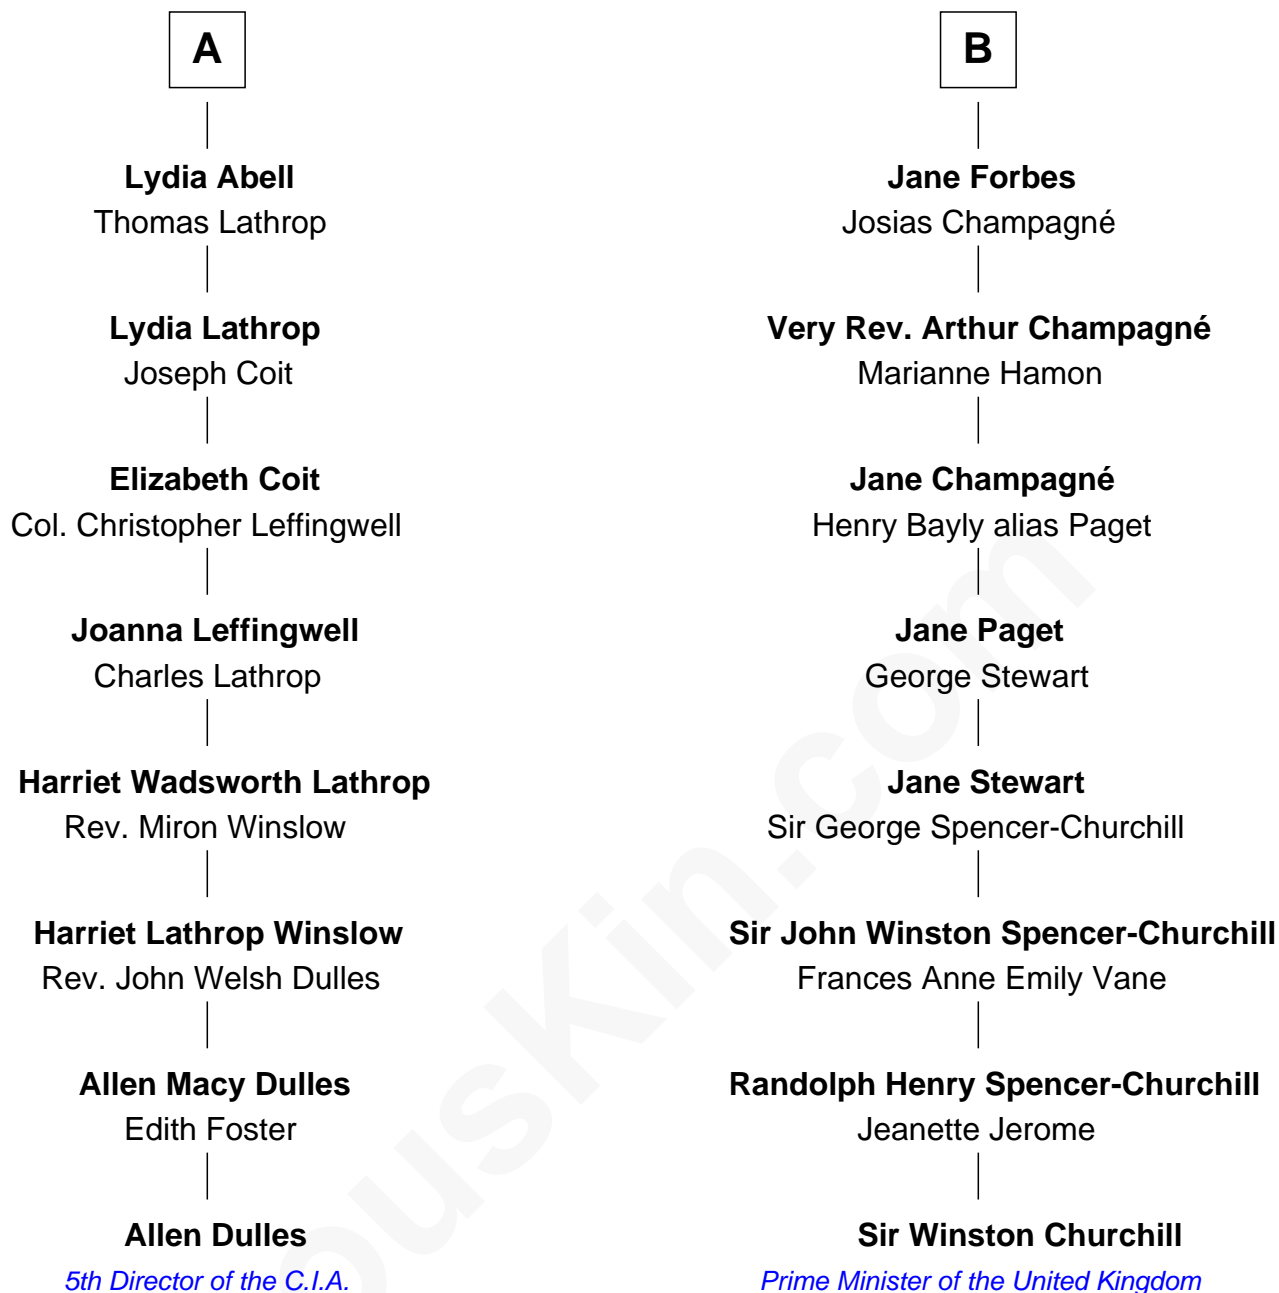 A
Lydia Abell
Thomas Lathrop
Lydia Lathrop
Joseph Coit
Elizabeth Coit
Col. Christopher Leffingwell
Joanna Leffingwell
Charles Lathrop
Harriet Wadsworth Lathrop
Rev. Miron Winslow
Harriet Lathrop Winslow
Rev. John Welsh Dulles
Allen Macy Dulles
Edith Foster
Allen Dulles
5th Director of the C.I.A.
B
Jane Forbes
Josias Champagné
Very Rev. Arthur Champagné
Marianne Hamon
Jane Champagné
Henry Bayly alias Paget
Jane Paget
George Stewart
Jane Stewart
Sir George Spencer-Churchill
Sir John Winston Spencer-Churchill
Frances Anne Emily Vane
Randolph Henry Spencer-Churchill
Jeanette Jerome
Sir Winston Churchill
Prime Minister of the United Kingdom
ousKin.com